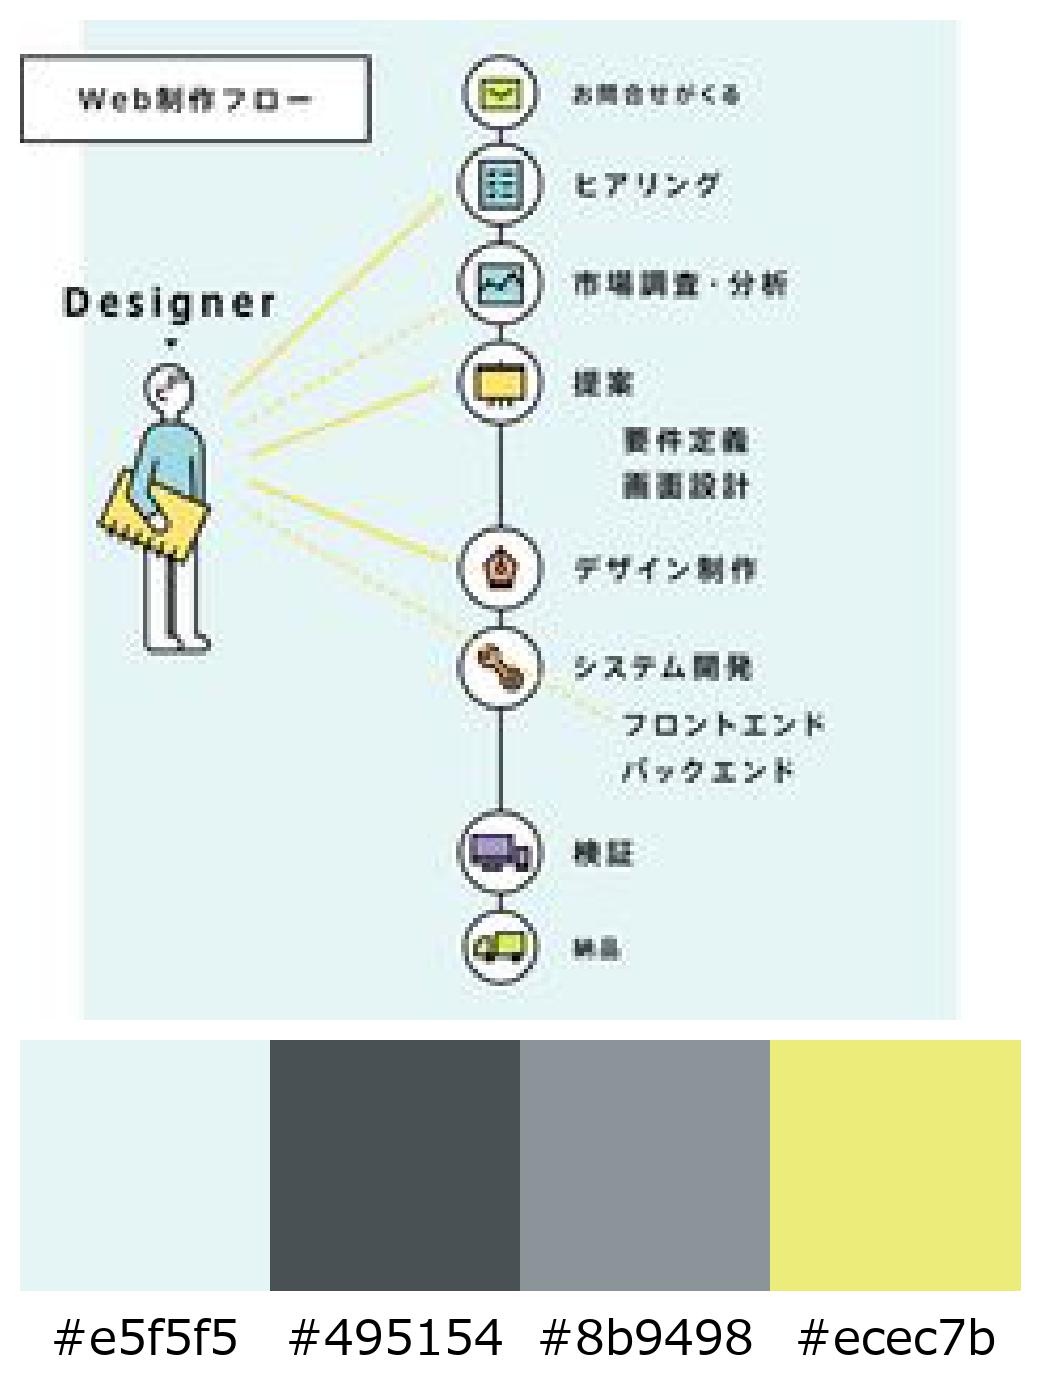 Web制作フロー
お問合せがくる
ヒアリング
市場調査・分析
Designer
提案
要件定義
画面設計
デザイン制作
システム開発
フロントエンド
バックエンド
検証
納品
#e5f5f5 #495154 #8b9498 #ecec7b